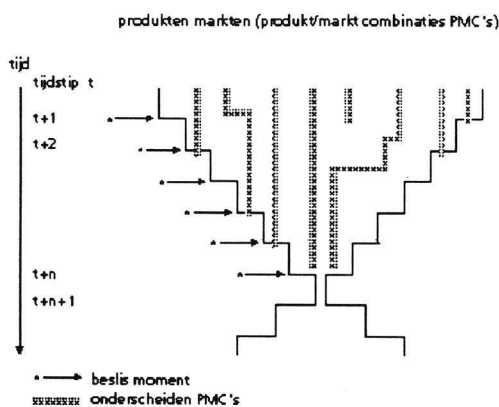 produkten markten (produkt/markt combinaties PMC's)
tijd
tijdstip t
t+1
t+2
t+n
t+n+1
beslis moment
onderscheiden PMC's